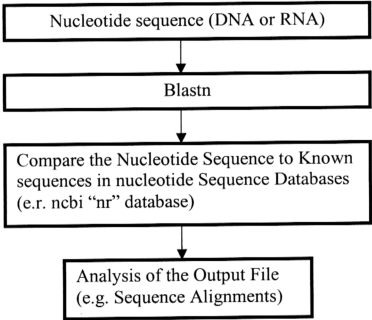 Nucleotide sequence (DNA or RNA)
Blastn
Compare the Nucleotide Sequence to Known
sequences in nucleotide Sequence Databases
(e.r. ncbi “nr” database)
Analysis of the Output File
(e.g. Sequence Alignments)